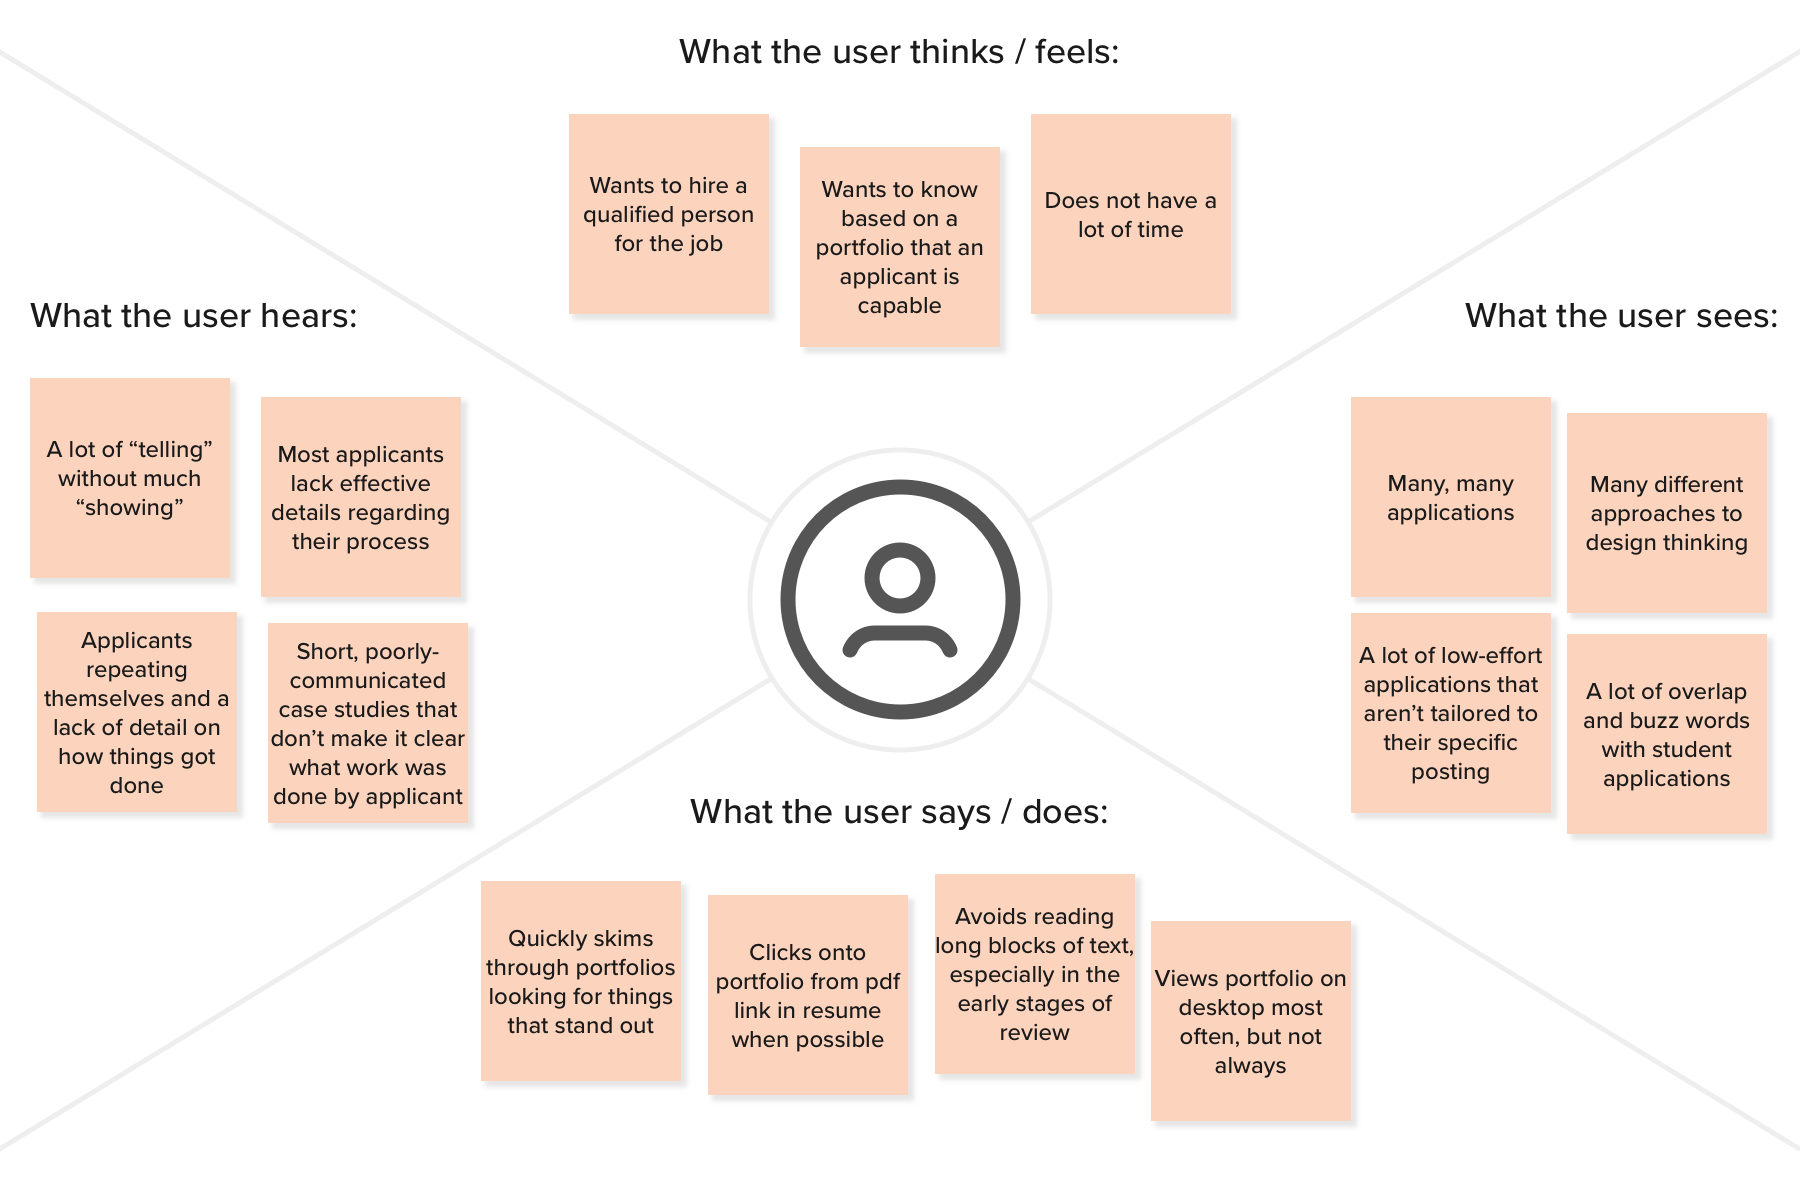 What the user thinks / feels:
Wants to hire a
qualified person
for the job
Wants to know
based on a
portfolio that an
applicant is
capable
Does not have a
lot of time
What the user hears:
A lot of “telling”
without much
“showing”
Most applicants
lack effective
details regarding
their process
Applicants
repeating
themselves and a
lack of detail on
how things got
done
Short, poorly-
communicated
case studies that
don’t make it clear
what work was
done by applicant
What the user sees:
Many, many
applications
Many different
approaches to
design thinking
A lot of low-effort
applications that
aren’t tailored to
their specific
posting
A lot of overlap
and buzz words
with student
applications
What the user says / does:
Quickly skims
through portfolios
looking for things
that stand out
Clicks onto
portfolio from pdf
link in resume
when possible
Avoids reading
long blocks of text,
especially in the
early stages of
review
Views portfolio on
desktop most
often, but not
always